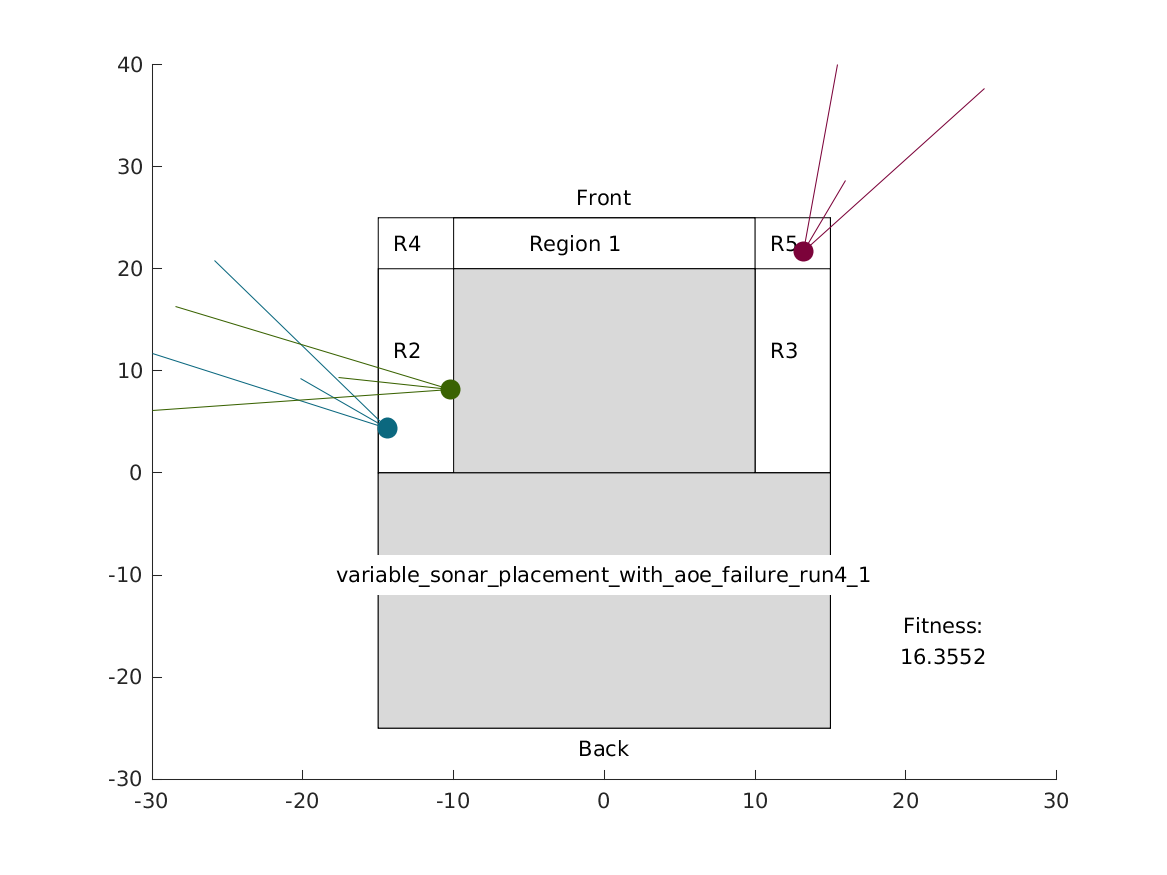 40
30
20
10
0
-10
-20
-30
-30
-20
-10
0
10
20
30
Front
R4
Region 1
R5
R2
R3
variable_sonar_placement_with_aoe_failure_run4_1
Fitness:
16.3552
Back